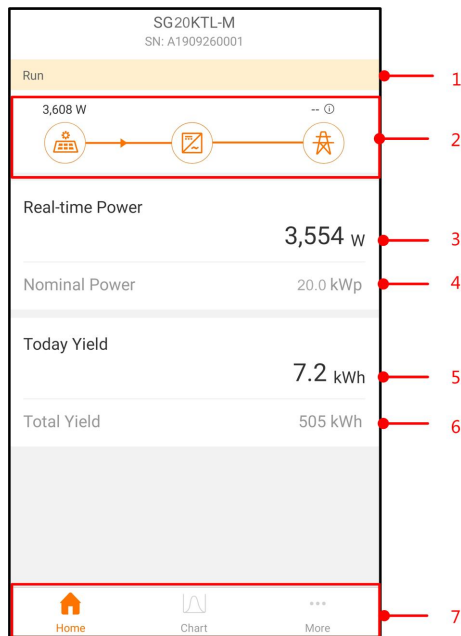 SG20KTL-M
SN: A1909260001
Run
1
3,608 W
--
2
Real-time Power
3,554 W
3
Nominal Power
20.0 kWp
4
Today Yield
7.2 kWh
5
Total Yield
505 kWh
6
Home
Chart
More
7